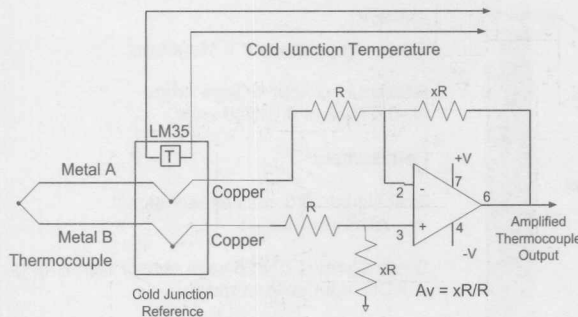 Cold Junction Temperature
R
xR
LM35
T
Metal A
Copper
+V
7
2
-
6
R
Metal B
Copper
3
+
4
-V
Amplified
Thermocouple
Output
Thermocouple
xR
Av = xR/R
Cold Junction
Reference